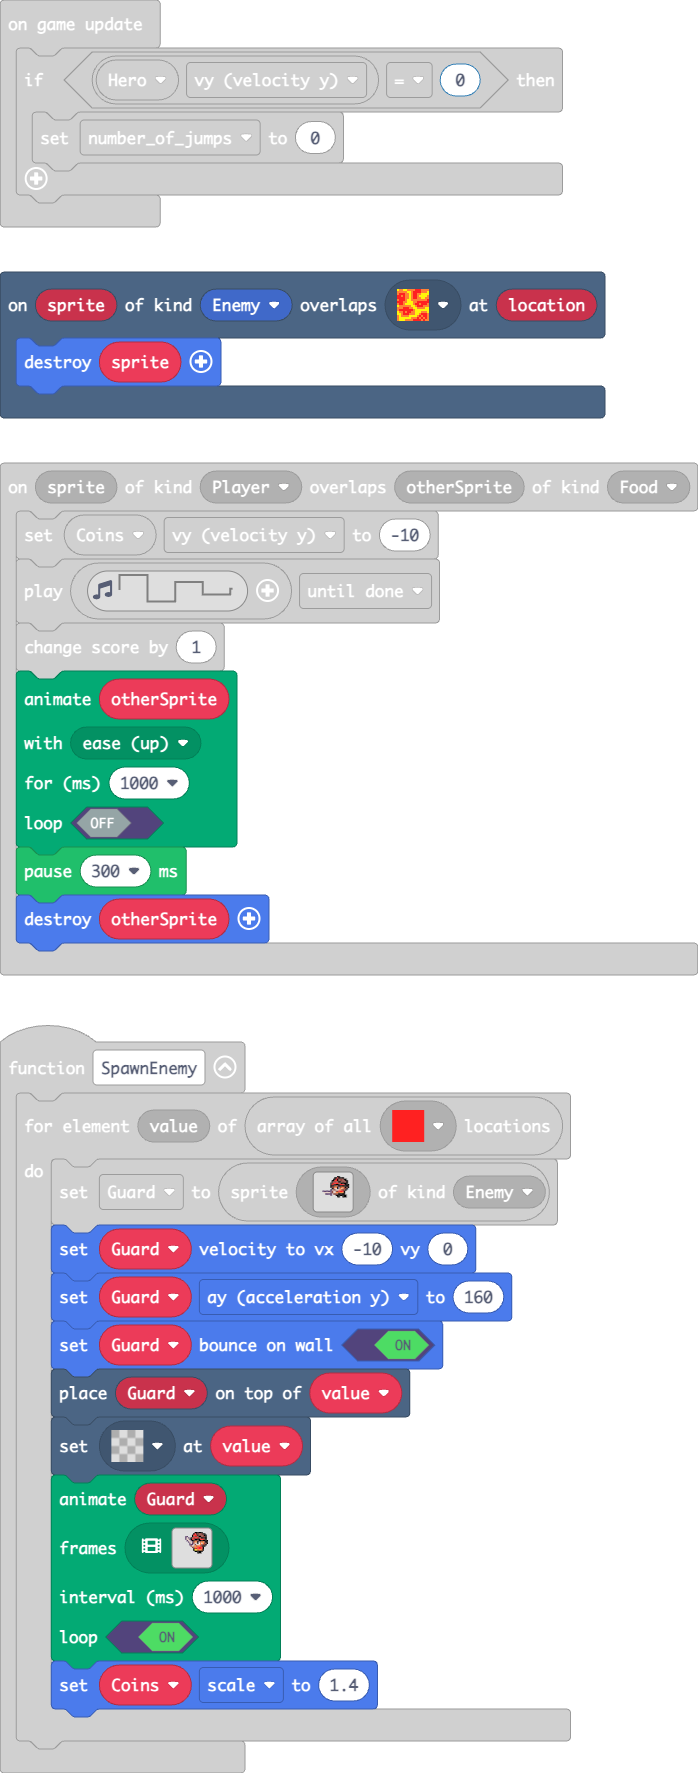 on game update
if Hero vy (velocity y) = 0 then
set number_of_jumps to 0
on sprite of kind Enemy overlaps at location
destroy sprite
on sprite of kind Player overlaps otherSprite of kind Food
set Coins vy (velocity y) to -10
play until done
change score by 1
animate otherSprite
with ease (up)
for (ms) 1000
loop OFF
pause 300 ms
destroy otherSprite
function SpawnEnemy
for element value of array of all locations
do
set Guard to sprite of kind Enemy
set Guard velocity to vx -10 vy 0
set Guard ay (acceleration y) to 160
set Guard bounce on wall ON
place Guard on top of value
set at value
animate Guard
frames
interval (ms) 1000
loop ON
set Coins scale to 1.4